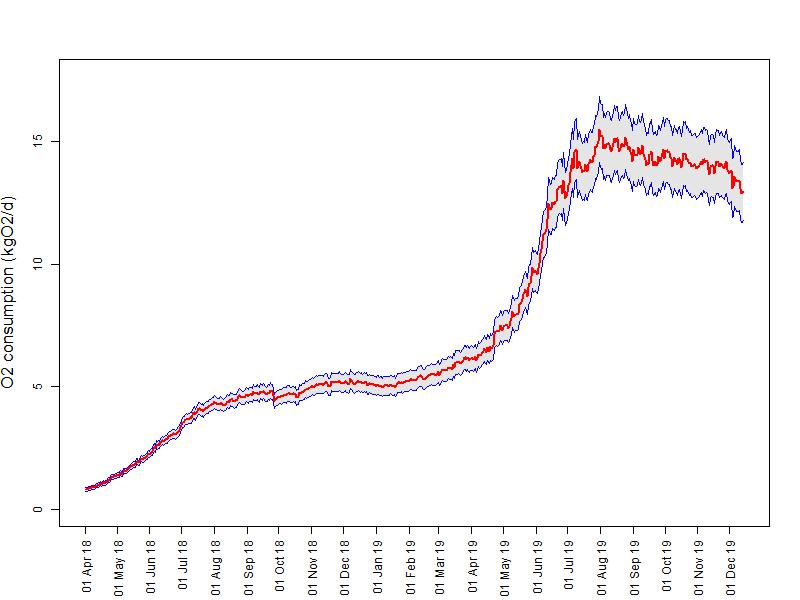 O2 consumption (kgO2/d)
15
10
5
0
01 Apr 18
01 May 18
01 Jun 18
01 Jul 18
01 Aug 18
01 Sep 18
01 Oct 18
01 Nov 18
01 Dec 18
01 Jan 19
01 Feb 19
01 Mar 19
01 Apr 19
01 May 19
01 Jun 19
01 Jul 19
01 Aug 19
01 Sep 19
01 Oct 19
01 Nov 19
01 Dec 19